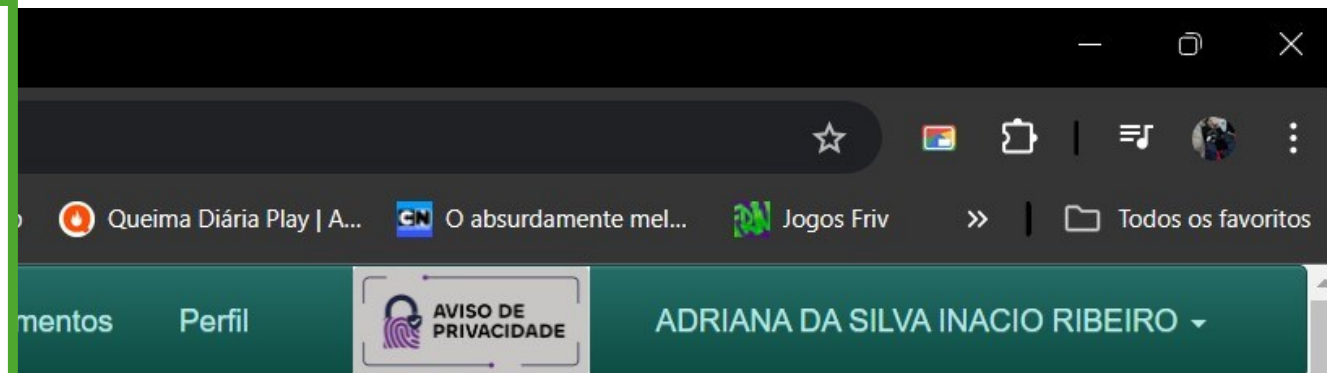 Queima Diária Play | A...
CN O absurdamente mel...
Jogos Friv
Todos os favoritos
mentos
Perfil
AVISO DE
PRIVACIDADE
ADRIANA DA SILVA INACIO RIBEIRO